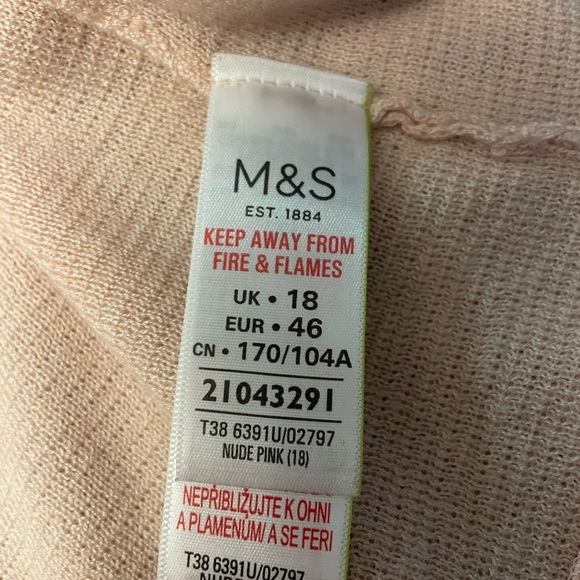 M&S
EST. 1884
KEEP AWAY FROM
FIRE & FLAMES
UK • 18
EUR • 46
CN • 170/104A
21043291
T38 6391U/02797
NUDE PINK (18)
NEPŘIBLIŽUJTE K OHNI
A PLAMENŮM/ A SE FERI
T38 6391U/02797